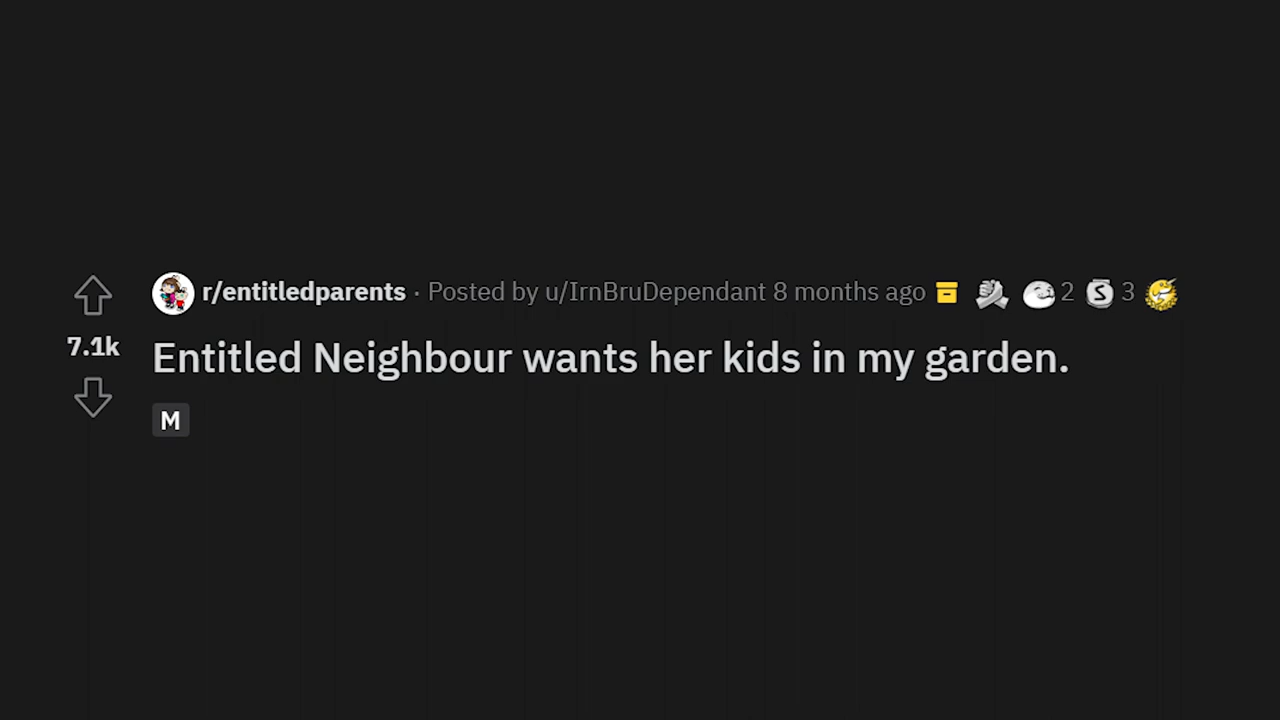 r/entitledparents · Posted by u/IrnBruDependant 8 months ago 2 S 3
7.1k
Entitled Neighbour wants her kids in my garden.
M